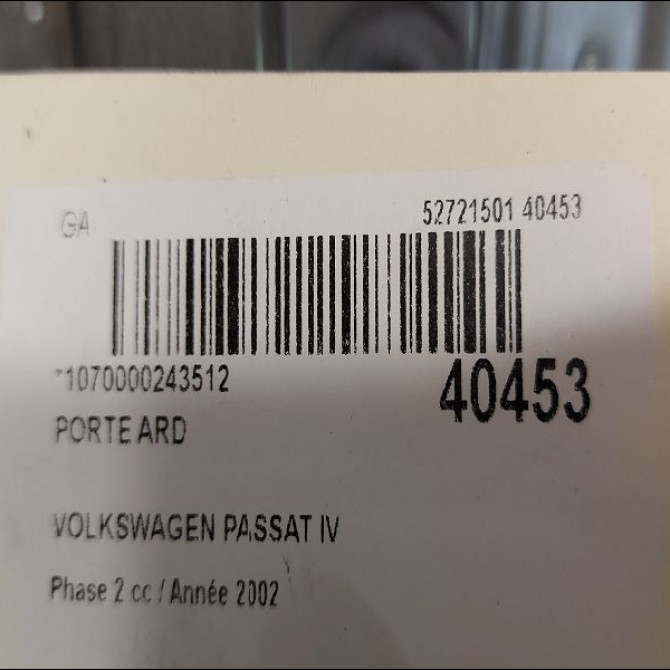 GA
52721501 40453
*1070000243512
40453
PORTE ARD
VOLKSWAGEN PASSAT IV
Phase 2 cc / Année 2002